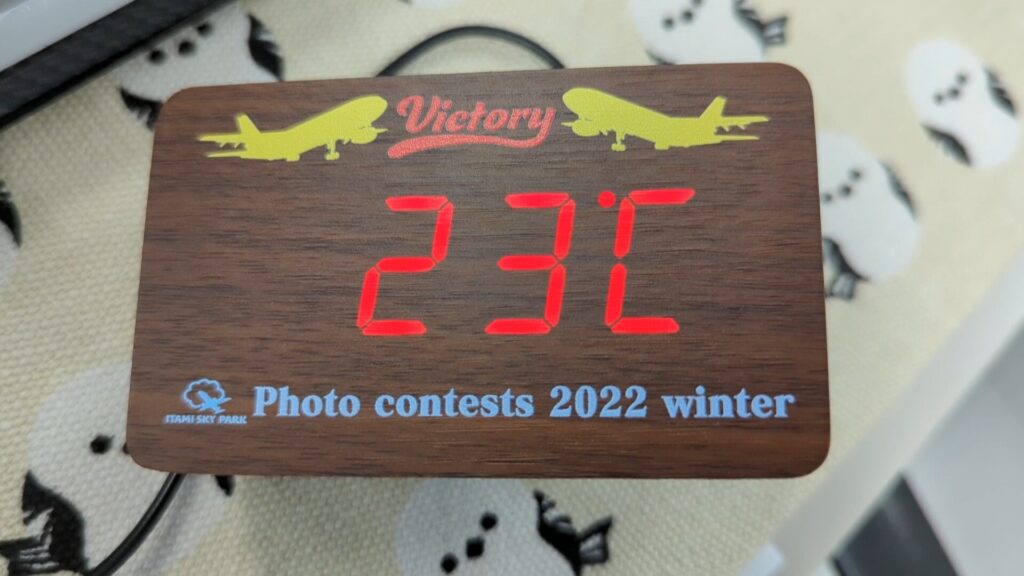 Victory
23°C
ITAMI SKY PARK
Photo contests 2022 winter